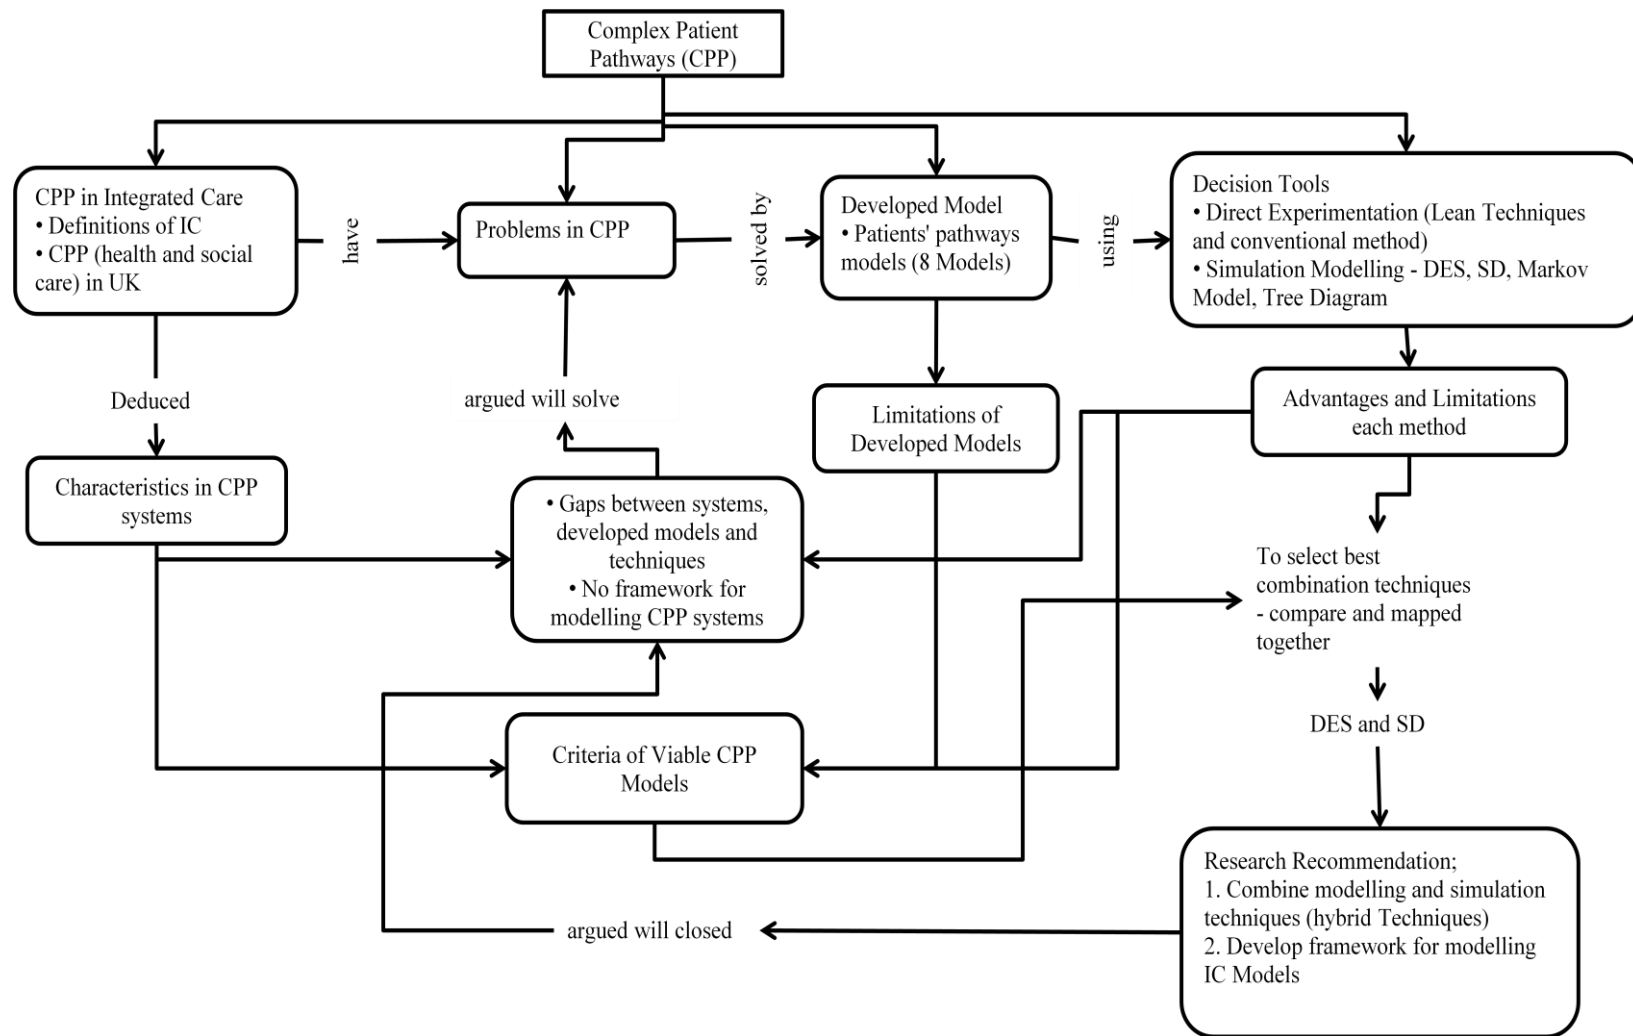 Complex Patient
Pathways (CPP)
CPP in Integrated Care
• Definitions of IC
• CPP (health and social
care) in UK
have
Problems in CPP
solved by
Developed Model
• Patients' pathways
models (8 Models)
using
Decision Tools
• Direct Experimentation (Lean Techniques
and conventional method)
• Simulation Modelling - DES, SD, Markov
Model, Tree Diagram
Deduced
argued will solve
Limitations of
Developed Models
Advantages and Limitations
each method
Characteristics in CPP
systems
• Gaps between systems,
developed models and
techniques
• No framework for
modelling CPP systems
To select best
combination techniques
- compare and mapped
together
DES and SD
Criteria of Viable CPP
Models
Research Recommendation;
1. Combine modelling and simulation
techniques (hybrid Techniques)
2. Develop framework for modelling
IC Models
argued will closed